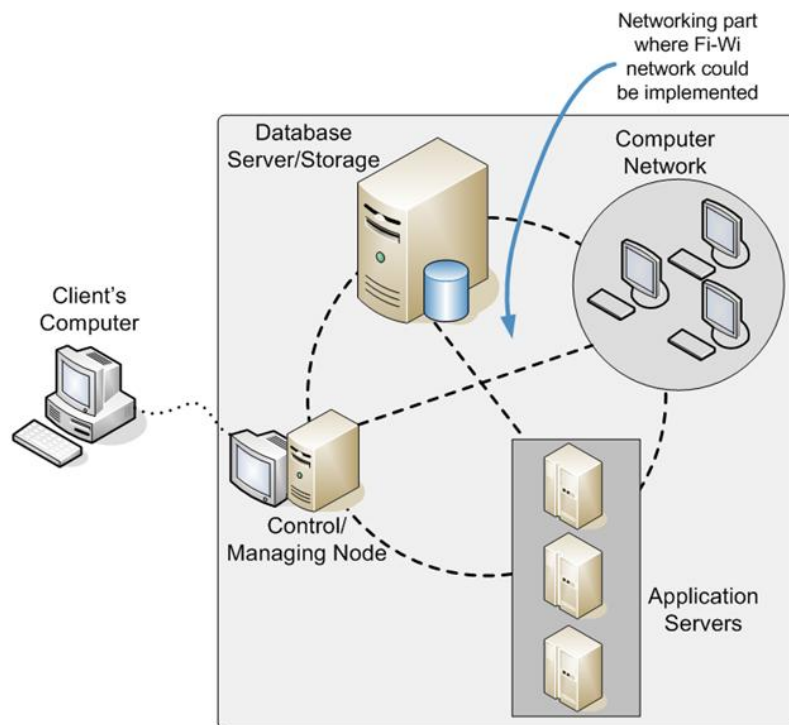 Networking part
where Fi-Wi
network could
be implemented
Database
Server/Storage
Computer
Network
Client's
Computer
Control/
Managing Node
Application
Servers